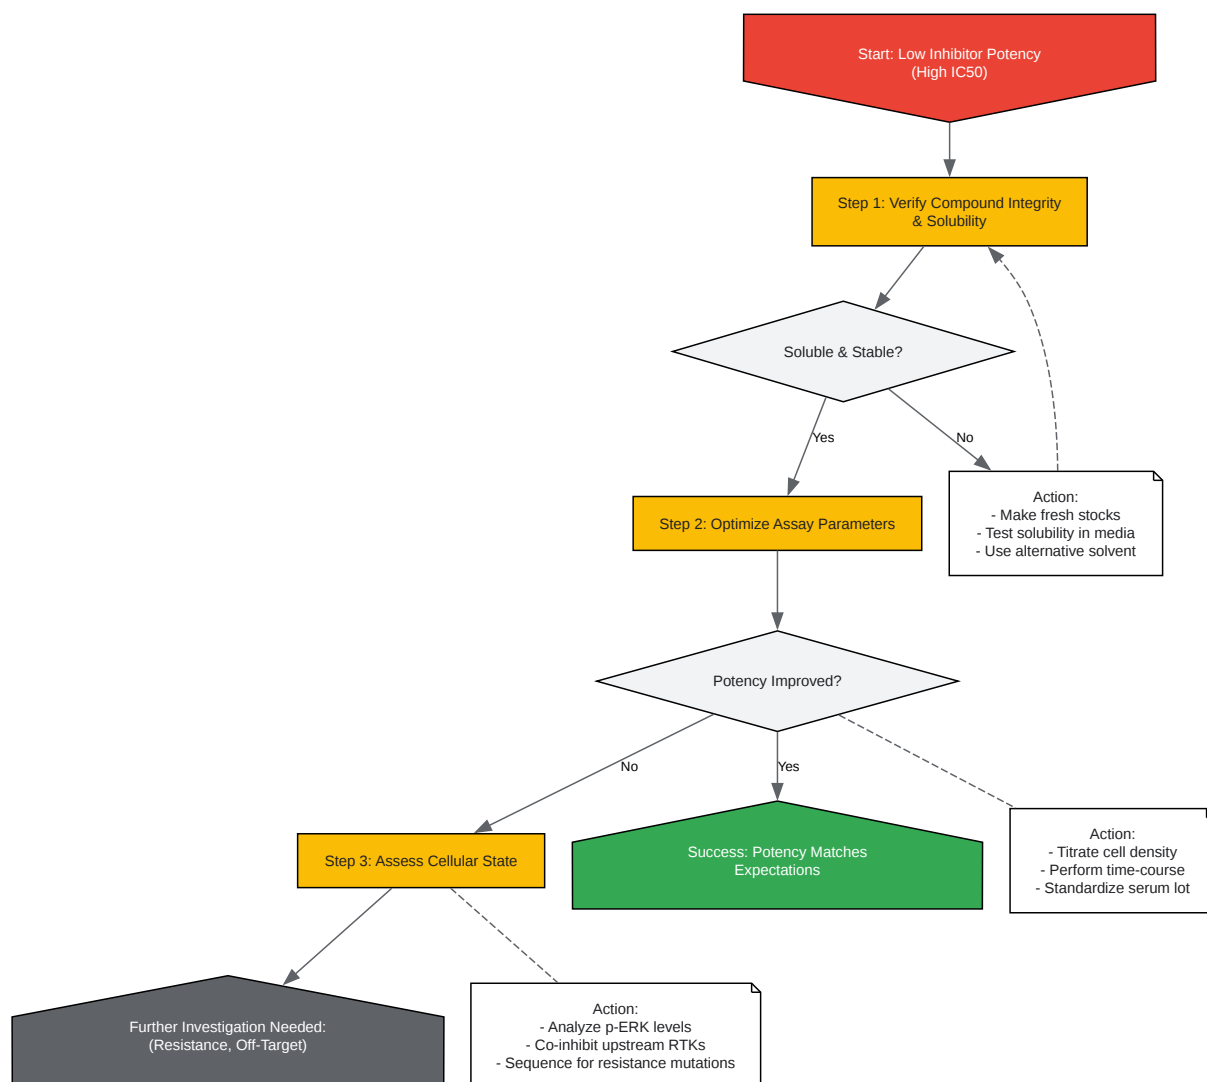 Start: Low Inhibitor Potency
(High IC50)
Step 1: Verify Compound Integrity
& Solubility
Soluble & Stable?
Yes
No
Action:
- Make fresh stocks
- Test solubility in media
- Use alternative solvent
Step 2: Optimize Assay Parameters
Potency Improved?
No
Yes
Action:
- Titrate cell density
- Perform time-course
- Standardize serum lot
Success: Potency Matches
Expectations
Step 3: Assess Cellular State
Further Investigation Needed:
(Resistance, Off-Target)
Action:
- Analyze p-ERK levels
- Co-inhibit upstream RTKs
- Sequence for resistance mutations